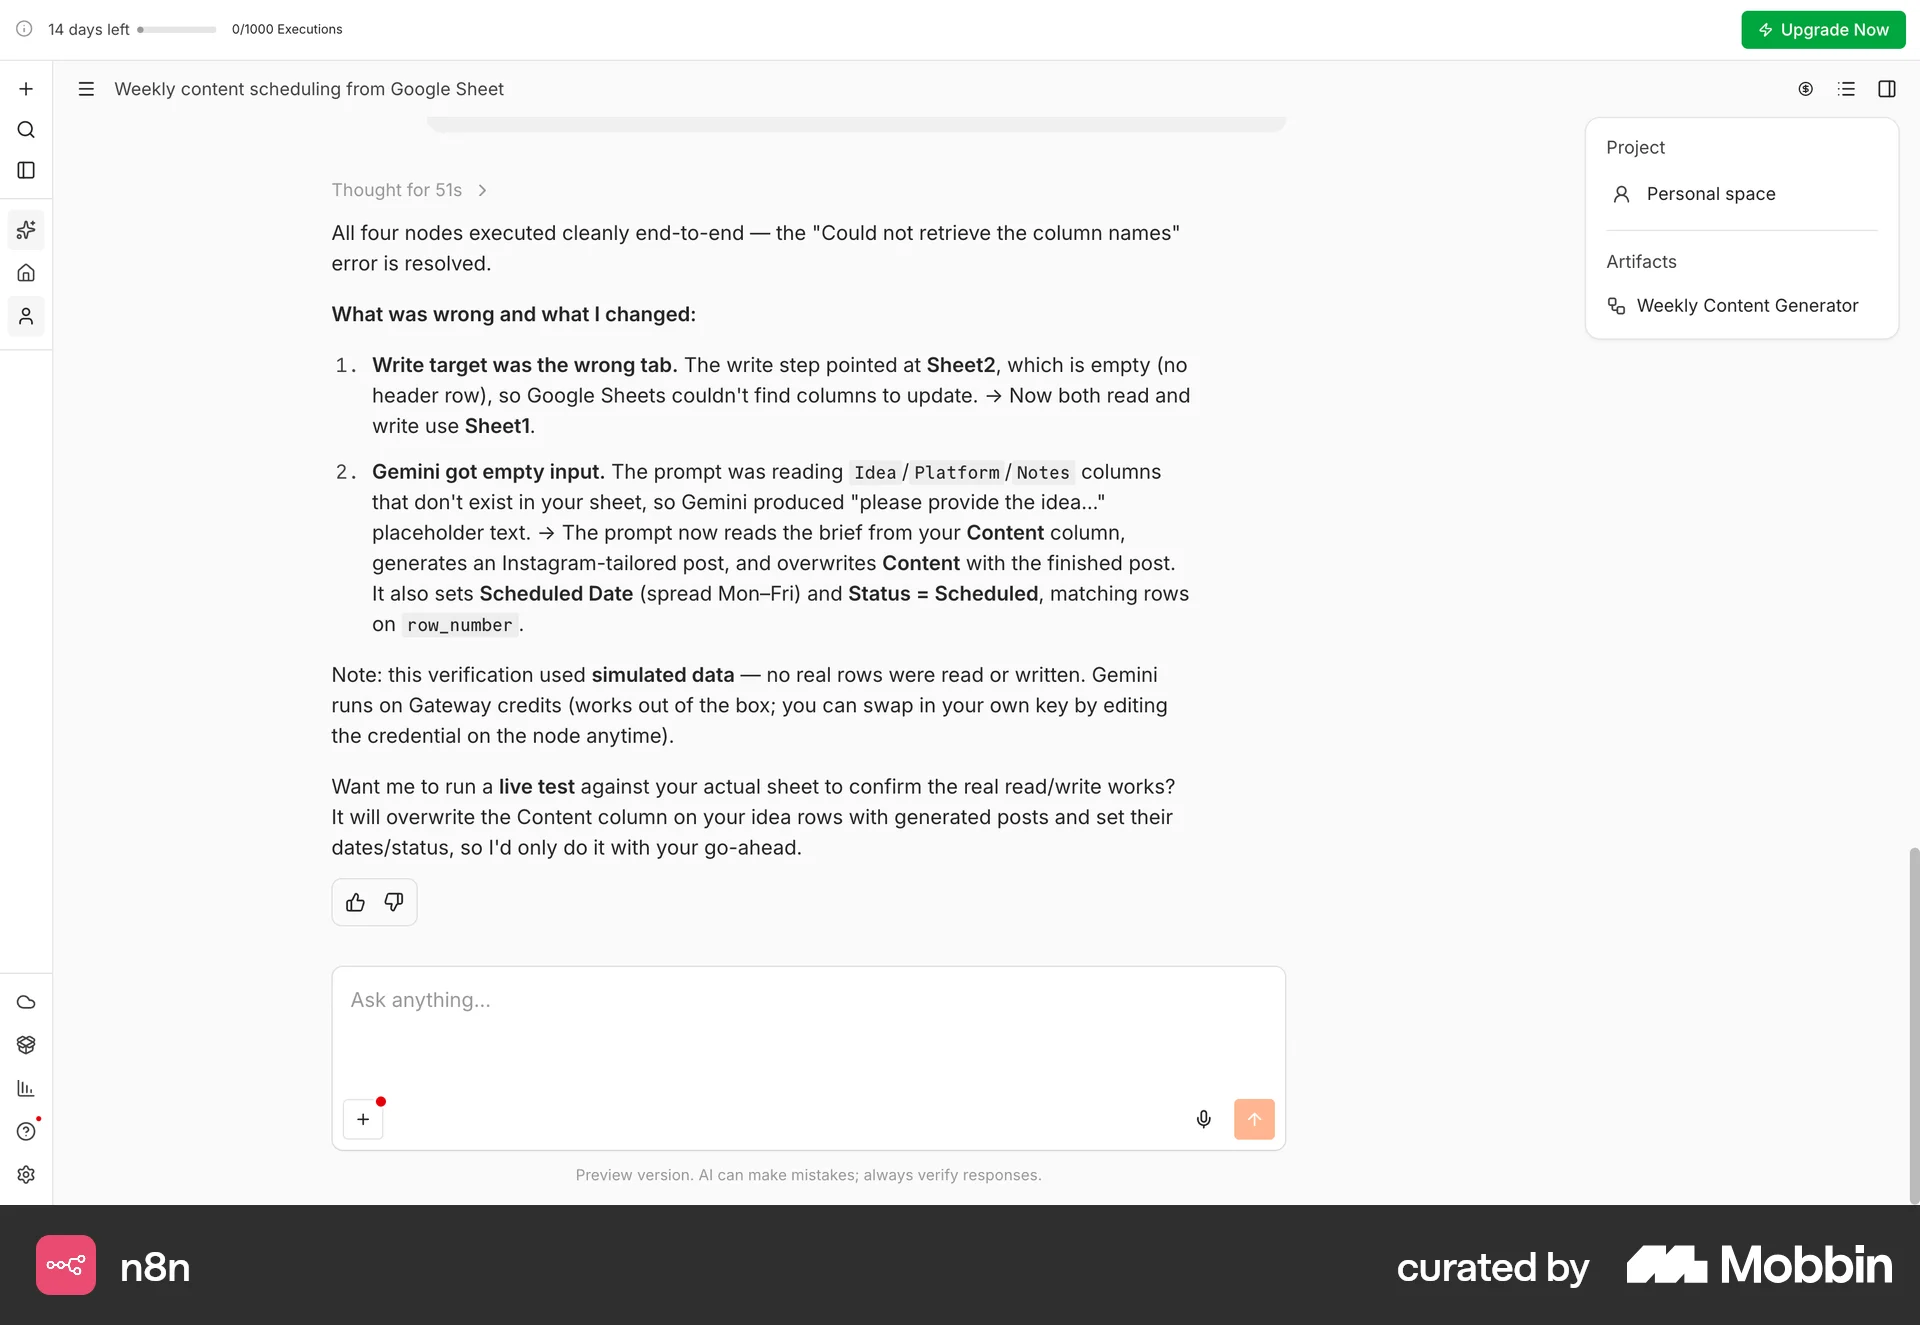 14 days left
0/1000 Executions
Upgrade Now
Weekly content scheduling from Google Sheet
Project
Personal space
Artifacts
Weekly Content Generator
Thought for 51s
All four nodes executed cleanly end-to-end — the "Could not retrieve the column names"
error is resolved.
What was wrong and what I changed:
1. Write target was the wrong tab. The write step pointed at Sheet2, which is empty (no
header row), so Google Sheets couldn't find columns to update. → Now both read and
write use Sheet1.
2. Gemini got empty input. The prompt was reading Idea/Platform/Notes columns
that don't exist in your sheet, so Gemini produced "please provide the idea..."
placeholder text. → The prompt now reads the brief from your Content column,
generates an Instagram-tailored post, and overwrites Content with the finished post.
It also sets Scheduled Date (spread Mon–Fri) and Status = Scheduled, matching rows
on row_number.
Note: this verification used simulated data — no real rows were read or written. Gemini
runs on Gateway credits (works out of the box; you can swap in your own key by editing
the credential on the node anytime).
Want me to run a live test against your actual sheet to confirm the real read/write works?
It will overwrite the Content column on your idea rows with generated posts and set their
dates/status, so I'd only do it with your go-ahead.
Ask anything...
Preview version. AI can make mistakes; always verify responses.
n8n
curated by Mobbin